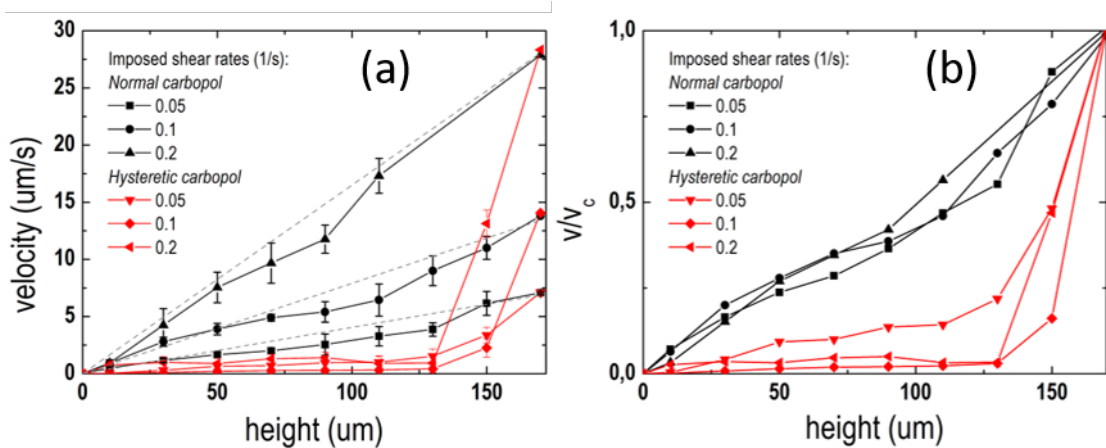 30
25
20
15
10
5
0
velocity (um/s)
Imposed shear rates (1/s):
Normal carbopol
0.05
0.1
0.2
Hysteretic carbopol
0.05
0.1
0.2
(a)
0
50
100
150
height (um)
1,0
0,5
0,0
v/vc
Imposed shear rates (1/s):
Normal carbopol
0.05
0.1
0.2
Hysteretic carbopol
0.05
0.1
0.2
(b)
0
50
100
150
height (um)